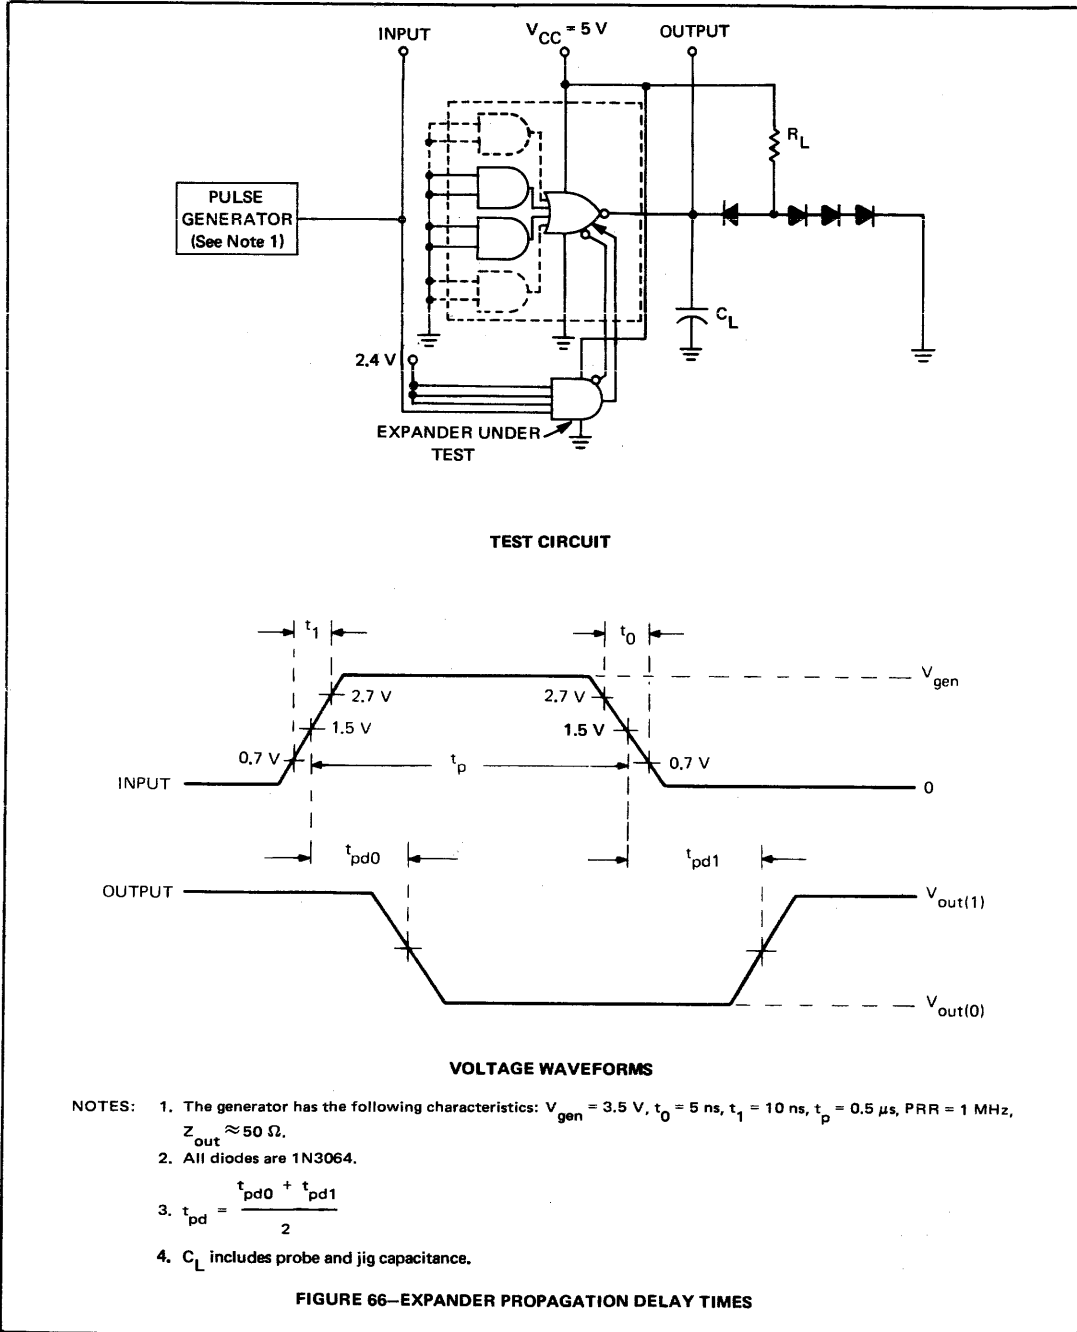 INPUT
VCC = 5 V
OUTPUT
RL
PULSE
GENERATOR
(See Note 1)
CL
2.4 V
EXPANDER UNDER
TEST
TEST CIRCUIT
t1
t0
Vgen
2.7 V
2.7 V
1.5 V
1.5 V
0.7 V
tp
0.7 V
INPUT
0
tpd0
tpd1
OUTPUT
Vout(1)
Vout(0)
VOLTAGE WAVEFORMS
NOTES: 1. The generator has the following characteristics: Vgen = 3.5 V, t0 = 5 ns, t1 = 10 ns, tp = 0.5 μs, PRR = 1 MHz,
Zout ≈ 50 Ω.
2. All diodes are 1N3064.
3. tpd = tpd0 + tpd1
2
4. CL includes probe and jig capacitance.
FIGURE 66—EXPANDER PROPAGATION DELAY TIMES